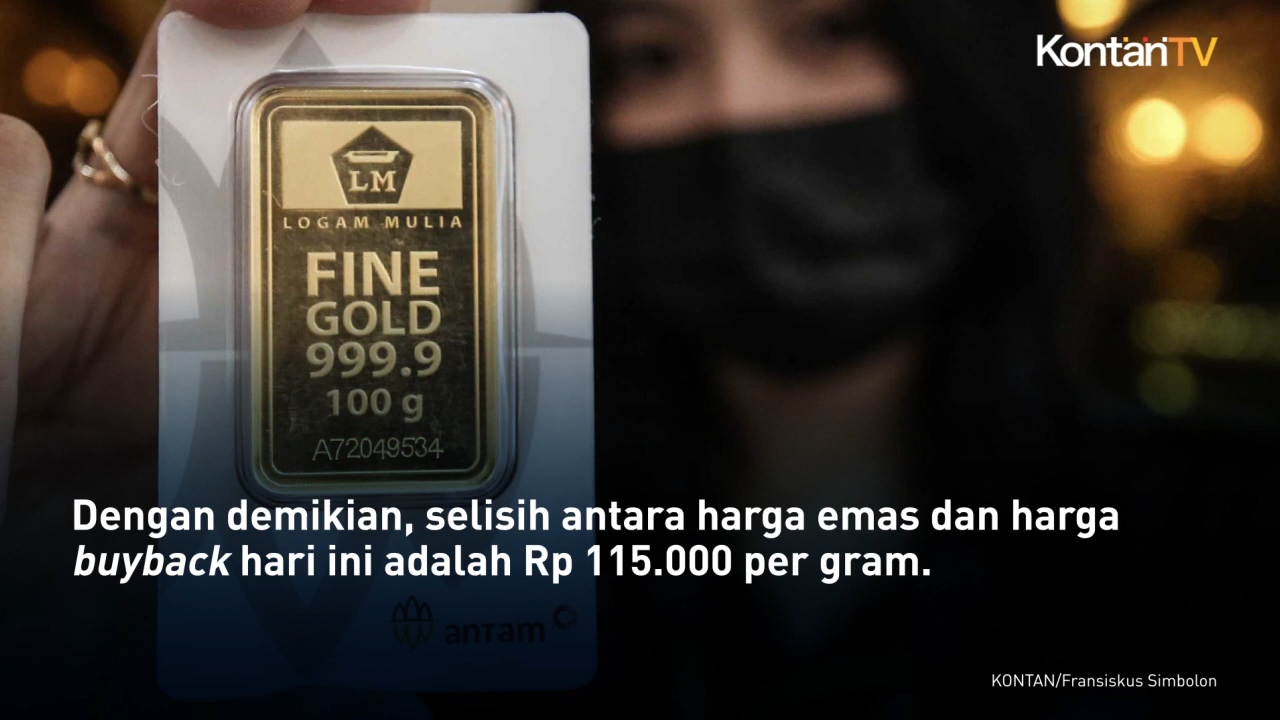 KontanTV
LM
LOGAM MULIA
FINE
GOLD
999.9
100 g
A72049534
Dengan demikian, selisih antara harga emas dan harga
buyback hari ini adalah Rp 115.000 per gram.
antam
KONTAN/Fransiskus Simbolon